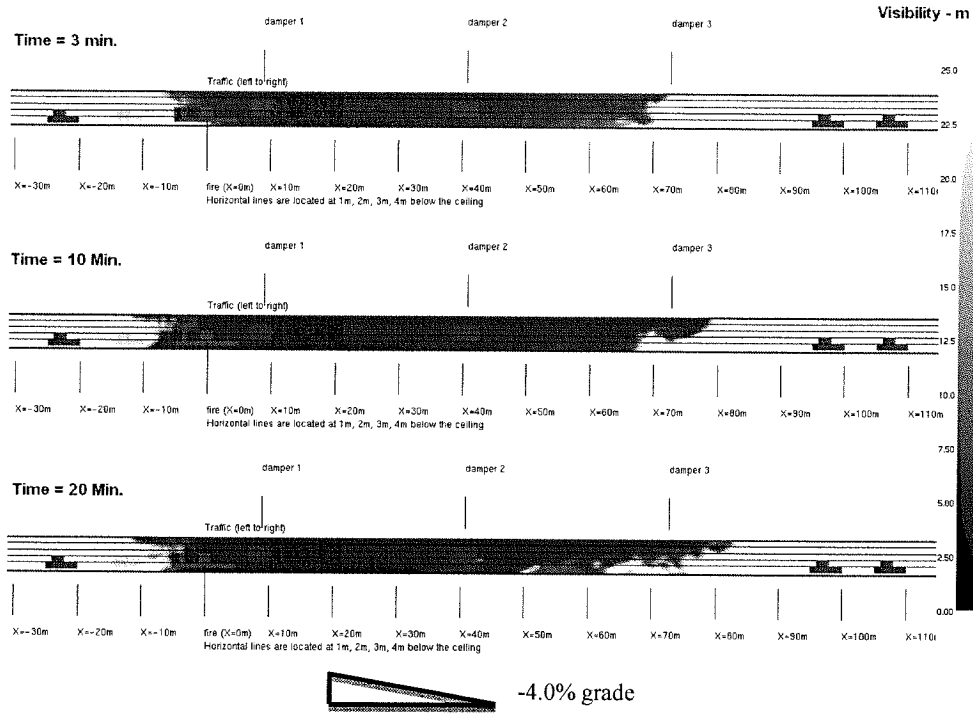 Visibility - m
damper 1 damper 2 damper 3
Time = 3 min.
25.0
Traffic (left to right)
22.5
X=-30m X=-20m X=-10m fire (X=0m) X=10m X=20m X=30m X=40m X=50m X=60m X=70m X=80m X=90m X=100m X=110
20.0
Horizontal lines are located at 1m, 2m, 3m, 4m below the ceiling
17.5
damper 1 damper 2 damper 3
Time = 10 Min.
15.0
Traffic (left to right)
12.5
X=-30m X=-20m X=-10m fire (X=0m) X=10m X=20m X=30m X=40m X=50m X=60m X=70m X=80m X=90m X=100m X=110m
10.0
Horizontal lines are located at 1m, 2m, 3m, 4m below the ceiling
7.50
damper 1 damper 2 damper 3
Time = 20 Min.
5.00
Traffic (left to right)
2.50
0.00
X=-30m X=-20m X=-10m fire (X=0m) X=10m X=20m X=30m X=40m X=50m X=60m X=70m X=80m X=90m X=100m X=110
Horizontal lines are located at 1m, 2m, 3m, 4m below the ceiling
-4.0% grade